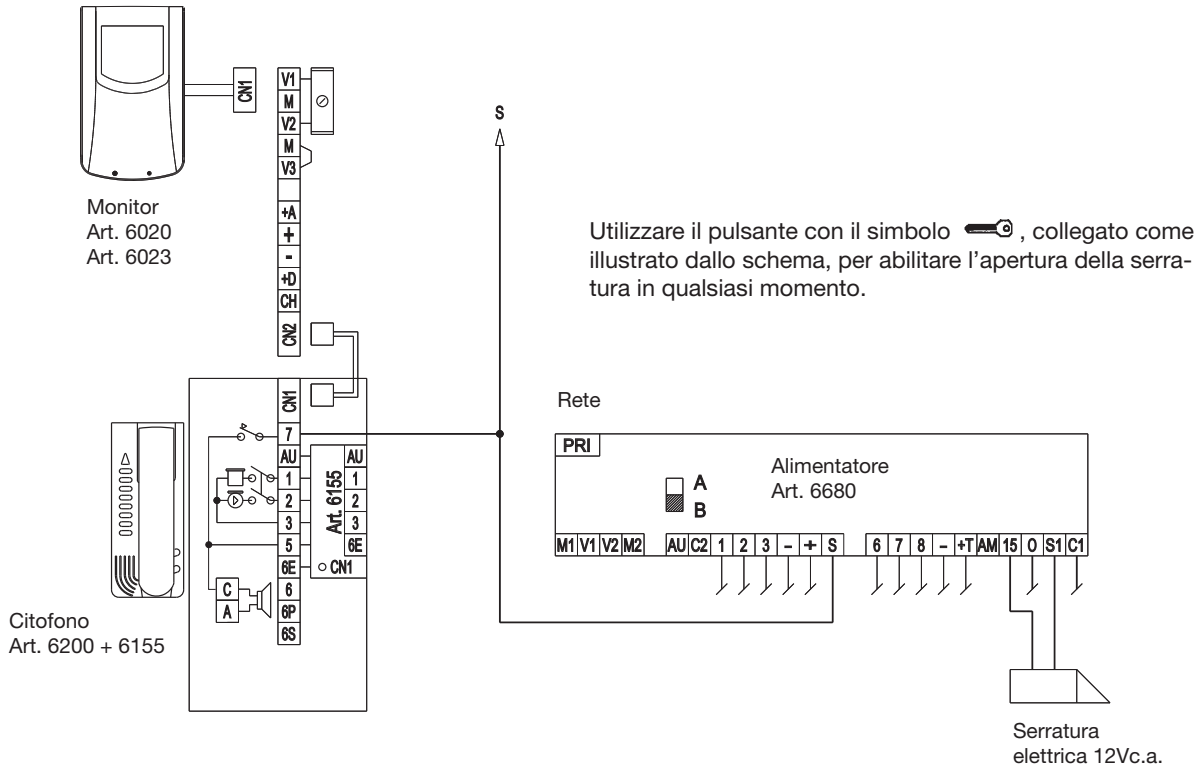 CN1
V1
M
V2
M
V3
+A
+
-
+D
CH
CN2
S
Monitor
Art. 6020
Art. 6023
Utilizzare il pulsante con il simbolo , collegato come
illustrato dallo schema, per abilitare l'apertura della serra-
tura in qualsiasi momento.
CN1
7
AU
1
2
3
5
6E
6
6P
6S
C
A
Art. 6155
AU
1
2
3
6E
CN1
Citofono
Art. 6200 + 6155
Rete
PRI
A
B
Alimentatore
Art. 6680
M1 V1 V2 M2 AU C2 1 2 3 - + S 6 7 8 - +T AM 15 0 S1 C1
Serratura
elettrica 12Vc.a.